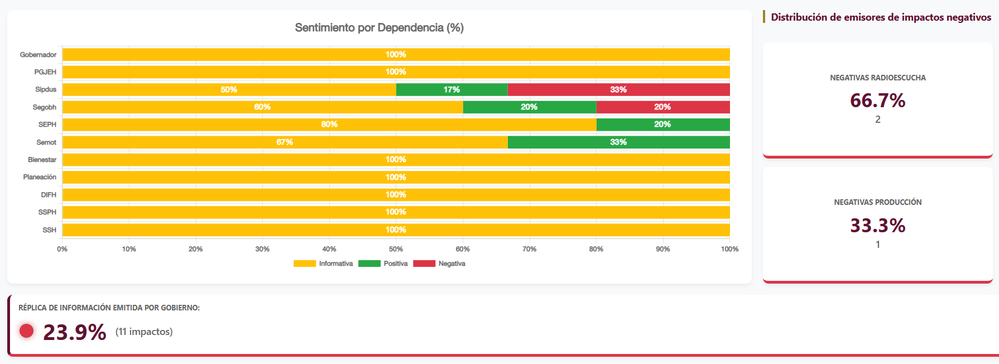 Sentimiento por Dependencia (%)
Gobernador 100%
PGJEH 100%
Sipdus 50% 17% 33%
Segobh 60% 20% 20%
SEPH 80% 20%
Semot 67% 33%
Bienestar 100%
Planeación 100%
DIFH 100%
SSPH 100%
SSH 100%
0% 10% 20% 30% 40% 50% 60% 70% 80% 90% 100%
Informativa Positiva Negativa
Distribución de emisores de impactos negativos
NEGATIVAS RADIOESCUCHA
66.7%
2
NEGATIVAS PRODUCCIÓN
33.3%
1
RÉPLICA DE INFORMACIÓN EMITIDA POR GOBIERNO:
23.9% (11 impactos)